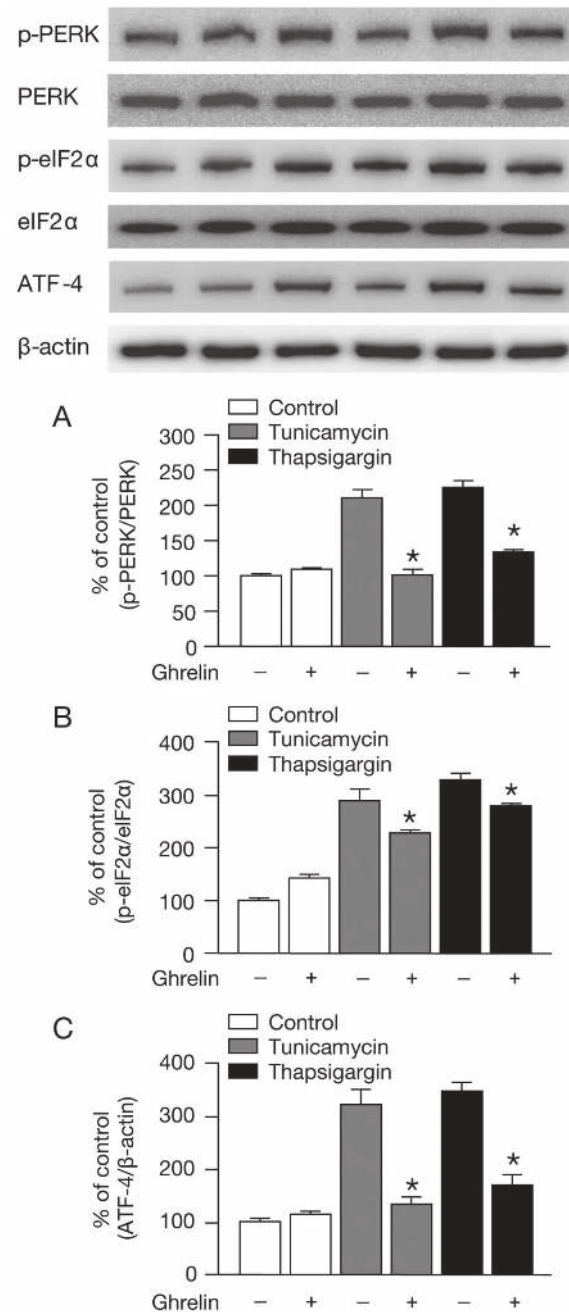 p-PERK
PERK
p-eIF2α
eIF2α
ATF-4
β-actin
A
Control
Tunicamycin
Thapsigargin
% of control
(p-PERK/PERK)
300
250
200
150
100
50
0
*
*
Ghrelin – + – + – +
B
Control
Tunicamycin
Thapsigargin
% of control
(p-eIF2α/eIF2α)
400
300
200
100
0
*
*
Ghrelin – + – + – +
C
Control
Tunicamycin
Thapsigargin
% of control
(ATF-4/β-actin)
400
300
200
100
0
*
*
Ghrelin – + – + – +